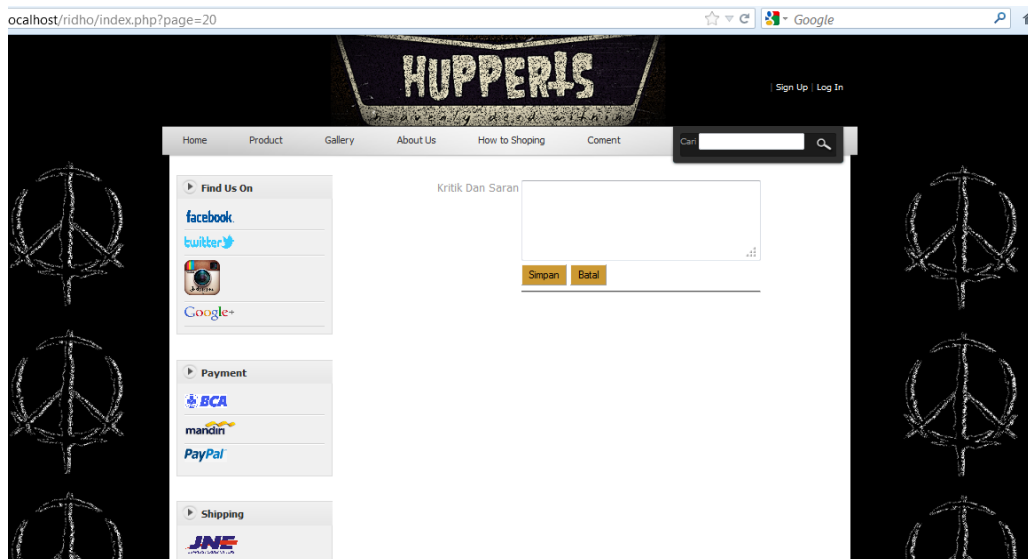 ocalhost/ridho/index.php?page=20
Google
HUPPERTS
Sign Up | Log In
Home Product Gallery About Us How to Shoping Coment
Cari
Find Us On
facebook.
twitter
Google+
Kritik Dan Saran
Simpan Batal
Payment
BCA
mandiri
PayPal
Shipping
JNE